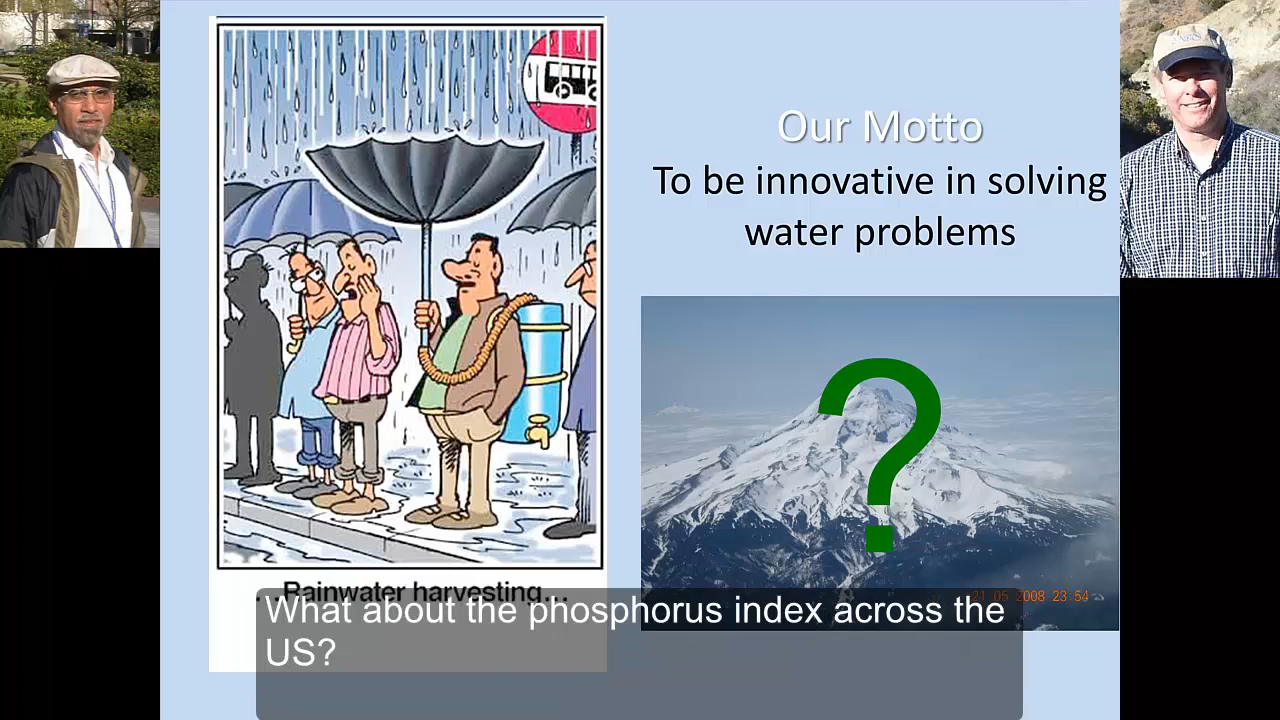 Our Motto
To be innovative in solving
water problems
...Rainwater harvesting...
21 05 2008 23:54
What about the phosphorus index across the
US?